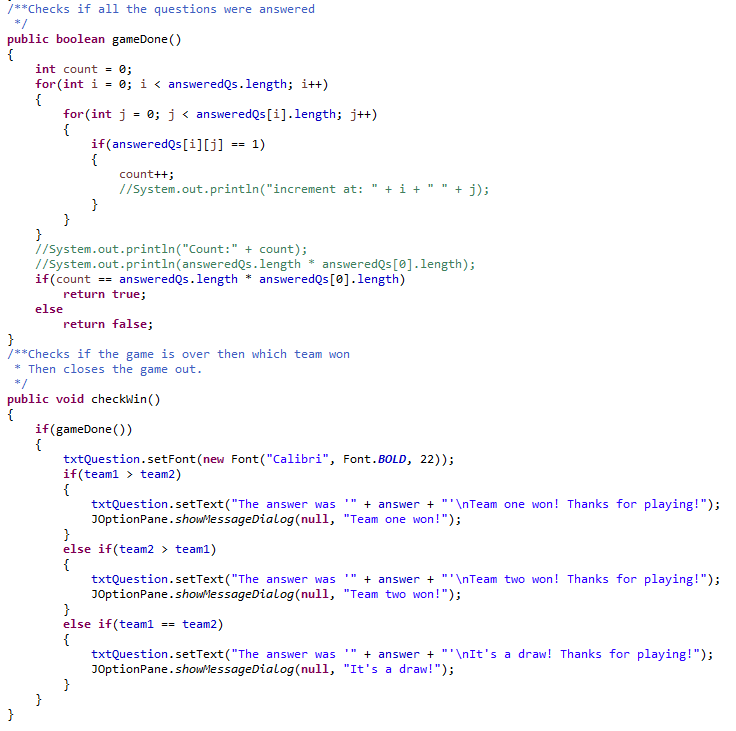 /**Checks if all the questions were answered
 */
public boolean gameDone()
{
    int count = 0;
    for(int i = 0; i < answeredQs.length; i++)
    {
        for(int j = 0; j < answeredQs[i].length; j++)
        {
            if(answeredQs[i][j] == 1)
            {
                count++;
                //System.out.println("increment at: " + i + " " + j);
            }
        }
    }
    //System.out.println("Count:" + count);
    //System.out.println(answeredQs.length * answeredQs[0].length);
    if(count == answeredQs.length * answeredQs[0].length)
        return true;
    else
        return false;
}
/**Checks if the game is over then which team won
 * Then closes the game out.
 */
public void checkWin()
{
    if(gameDone())
    {
        txtQuestion.setFont(new Font("Calibri", Font.BOLD, 22));
        if(team1 > team2)
        {
            txtQuestion.setText("The answer was '" + answer + "'\nTeam one won! Thanks for playing!");
            JOptionPane.showMessageDialog(null, "Team one won!");
        }
        else if(team2 > team1)
        {
            txtQuestion.setText("The answer was '" + answer + "'\nTeam two won! Thanks for playing!");
            JOptionPane.showMessageDialog(null, "Team two won!");
        }
        else if(team1 == team2)
        {
            txtQuestion.setText("The answer was '" + answer + "'\nIt's a draw! Thanks for playing!");
            JOptionPane.showMessageDialog(null, "It's a draw!");
        }
    }
}